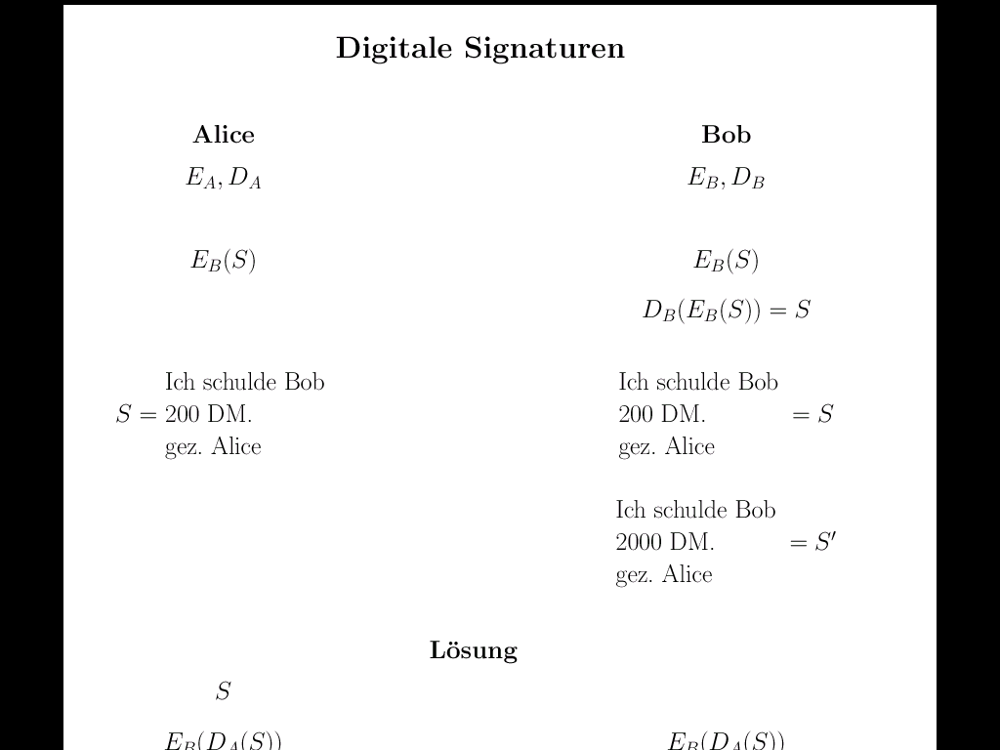 Digitale Signaturen
Alice Bob
E_A, D_A E_B, D_B
E_B(S) E_B(S)
D_B(E_B(S)) = S
Ich schulde Bob Ich schulde Bob
S = 200 DM. 200 DM. = S
gez. Alice gez. Alice
Ich schulde Bob
2000 DM. = S′
gez. Alice
Lösung
S
E_B(D_A(S)) E_B(D_A(S))